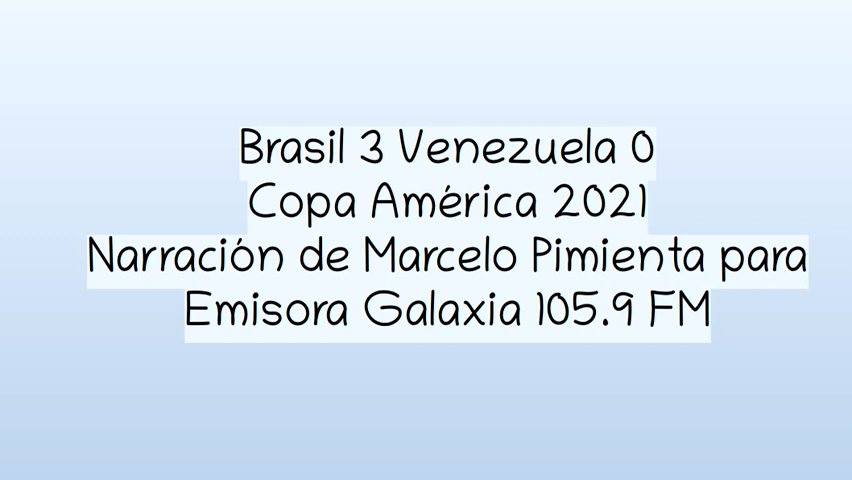 Brasil 3 Venezuela 0
Copa América 2021
Narración de Marcelo Pimienta para
Emisora Galaxia 105.9 FM